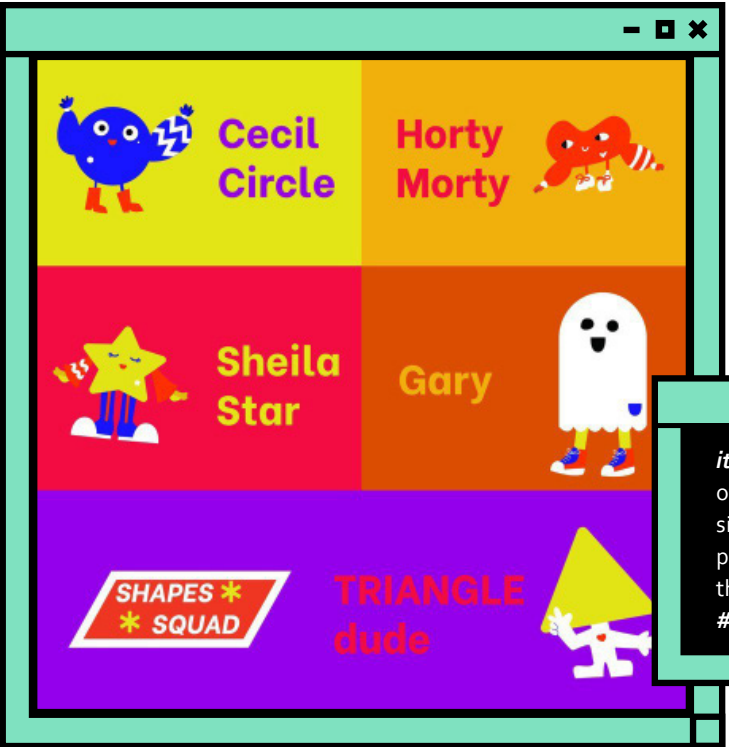 Cecil
Circle
Horty
Morty
Sheila
Star
Gary
SHAPES *
* SQUAD
TRIANGLE
dude
#